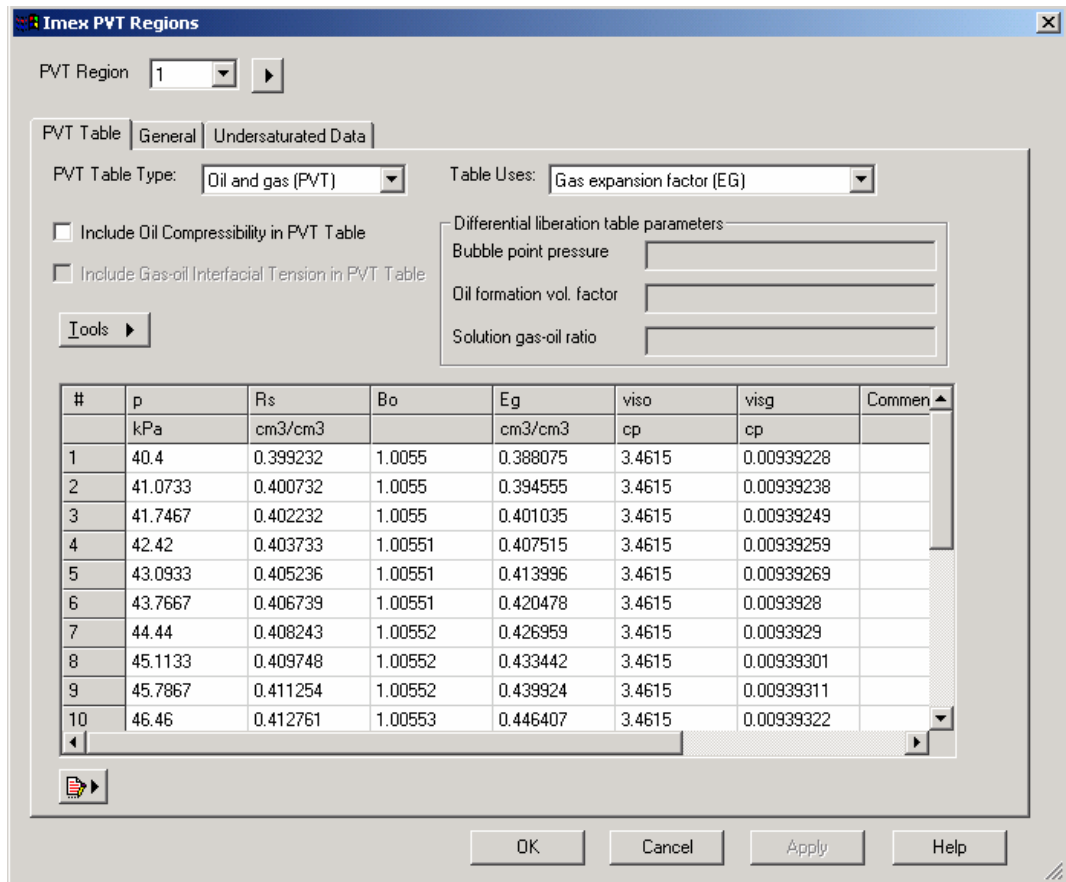 Imex PVT Regions
PVT Region 1
PVT Table General Undersaturated Data
PVT Table Type: Oil and gas (PVT) Table Uses: Gas expansion factor (EG)
Include Oil Compressibility in PVT Table
Include Gas-oil Interfacial Tension in PVT Table
Tools
Differential liberation table parameters
Bubble point pressure
Oil formation vol. factor
Solution gas-oil ratio
# p Rs Bo Eg viso visg Commen
kPa cm3/cm3 cm3/cm3 cp cp
1 40.4 0.399232 1.0055 0.388075 3.4615 0.00939228
2 41.0733 0.400732 1.0055 0.394555 3.4615 0.00939238
3 41.7467 0.402232 1.0055 0.401035 3.4615 0.00939249
4 42.42 0.403733 1.00551 0.407515 3.4615 0.00939259
5 43.0933 0.405236 1.00551 0.413996 3.4615 0.00939269
6 43.7667 0.406739 1.00551 0.420478 3.4615 0.0093928
7 44.44 0.408243 1.00552 0.426959 3.4615 0.0093929
8 45.1133 0.409748 1.00552 0.433442 3.4615 0.00939301
9 45.7867 0.411254 1.00552 0.439924 3.4615 0.00939311
10 46.46 0.412761 1.00553 0.446407 3.4615 0.00939322
OK Cancel Apply Help